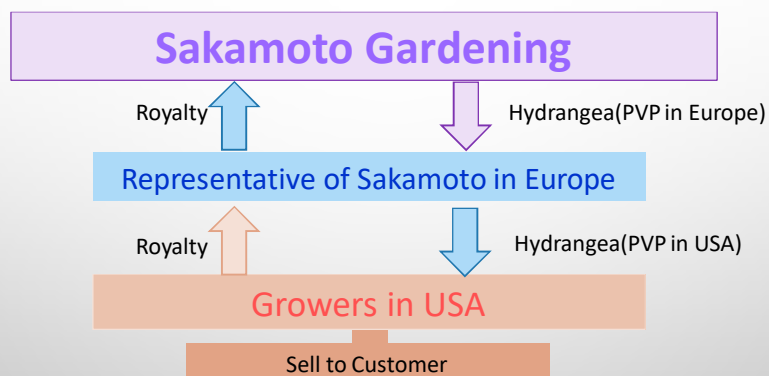 Sakamoto Gardening
Royalty
Hydrangea(PVP in Europe)
Representative of Sakamoto in Europe
Royalty
Hydrangea(PVP in USA)
Growers in USA
Sell to Customer